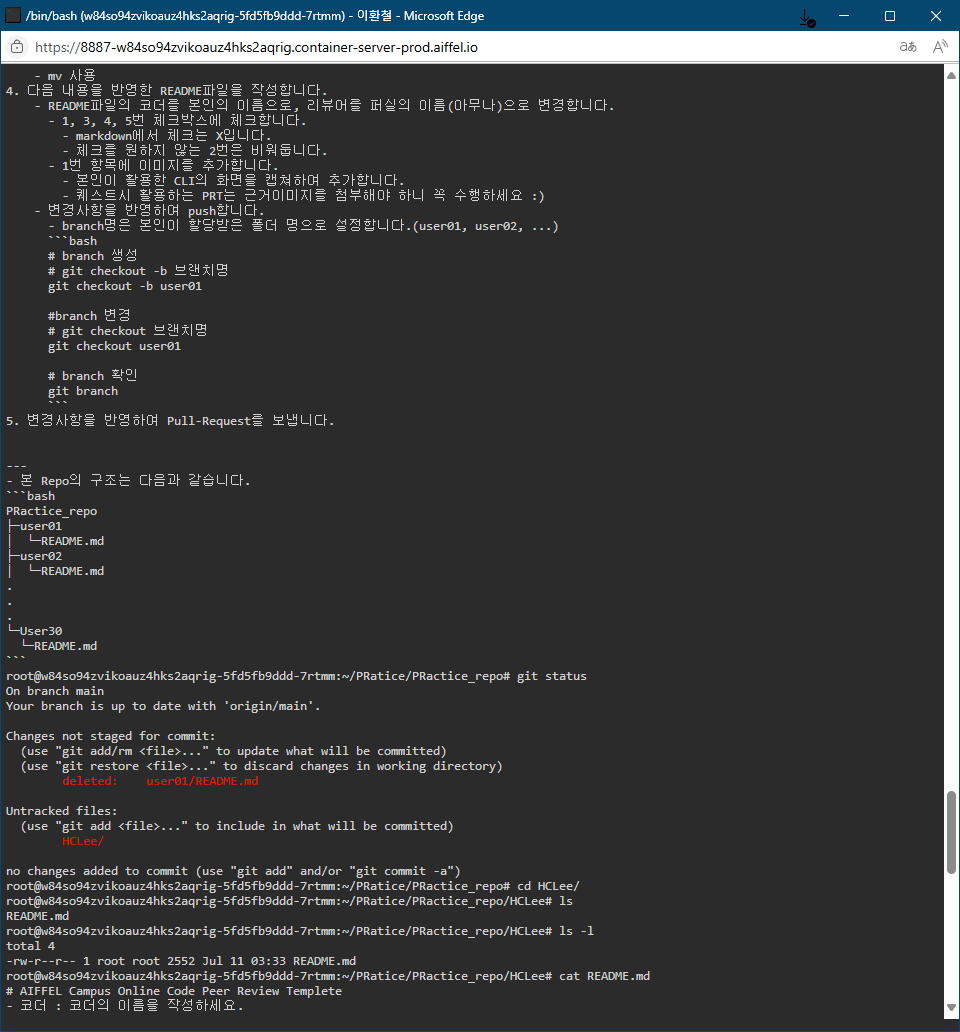 /bin/bash (w84so94zvikoauz4hks2aqrig-5fd5fb9ddd-7rtmm) - 이환철 - Microsoft Edge
https://8887-w84so94zvikoauz4hks2aqrig.container-server-prod.aiffel.io
- mv 사용
4. 다음 내용을 반영한 README파일을 작성합니다.
- README파일의 코더를 본인의 이름으로, 리뷰어를 퍼실의 이름(아무나)으로 변경합니다.
- 1, 3, 4, 5번 체크박스에 체크합니다.
- markdown에서 체크는 X입니다.
- 체크를 원하지 않는 2번은 비워둡니다.
- 1번 항목에 이미지를 추가합니다.
- 본인이 활용한 CLI의 화면을 캡쳐하여 추가합니다.
- 퀘스트시 활용하는 PRT는 근거이미지를 첨부해야 하니 꼭 수행하세요 :)
- 변경사항을 반영하여 push합니다.
- branch명은 본인이 할당받은 폴더 명으로 설정합니다.(user01, user02, ...)
```bash
# branch 생성
# git checkout -b 브랜치명
git checkout -b user01
#branch 변경
# git checkout 브랜치명
git checkout user01
# branch 확인
git branch
```
5. 변경사항을 반영하여 Pull-Request를 보냅니다.
---
- 본 Repo의 구조는 다음과 같습니다.
```bash
PRactice_repo
├─user01
│  └─README.md
├─user02
│  └─README.md
.
.
.
└─User30
└─README.md
```
root@w84so94zvikoauz4hks2aqrig-5fd5fb9ddd-7rtmm:~/PRatice/PRactice_repo# git status
On branch main
Your branch is up to date with 'origin/main'.
Changes not staged for commit:
(use "git add/rm <file>..." to update what will be committed)
(use "git restore <file>..." to discard changes in working directory)
deleted:    user01/README.md
Untracked files:
(use "git add <file>..." to include in what will be committed)
HCLee/
no changes added to commit (use "git add" and/or "git commit -a")
root@w84so94zvikoauz4hks2aqrig-5fd5fb9ddd-7rtmm:~/PRatice/PRactice_repo# cd HCLee/
root@w84so94zvikoauz4hks2aqrig-5fd5fb9ddd-7rtmm:~/PRatice/PRactice_repo/HCLee# ls
README.md
root@w84so94zvikoauz4hks2aqrig-5fd5fb9ddd-7rtmm:~/PRatice/PRactice_repo/HCLee# ls -l
total 4
-rw-r--r-- 1 root root 2552 Jul 11 03:33 README.md
root@w84so94zvikoauz4hks2aqrig-5fd5fb9ddd-7rtmm:~/PRatice/PRactice_repo/HCLee# cat README.md
# AIFFEL Campus Online Code Peer Review Templete
- 코더 : 코더의 이름을 작성하세요.